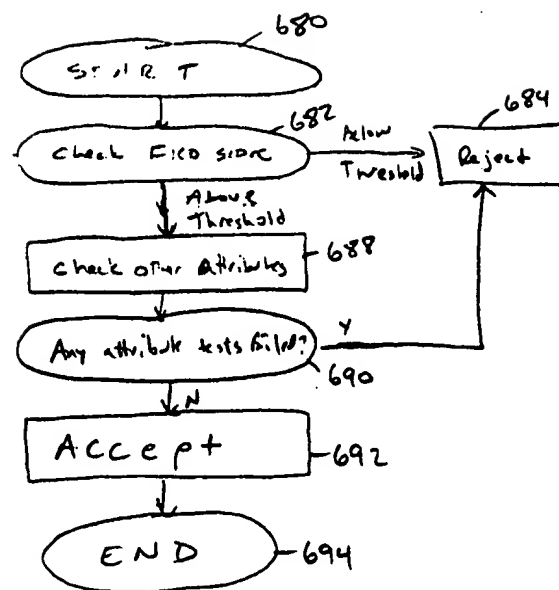 680
START
682
684
Check FICO score
Below
Threshold
Reject
Above
Threshold
Check other Attributes
688
Any attribute tests failed?
Y
690
N
Accept
692
END
694